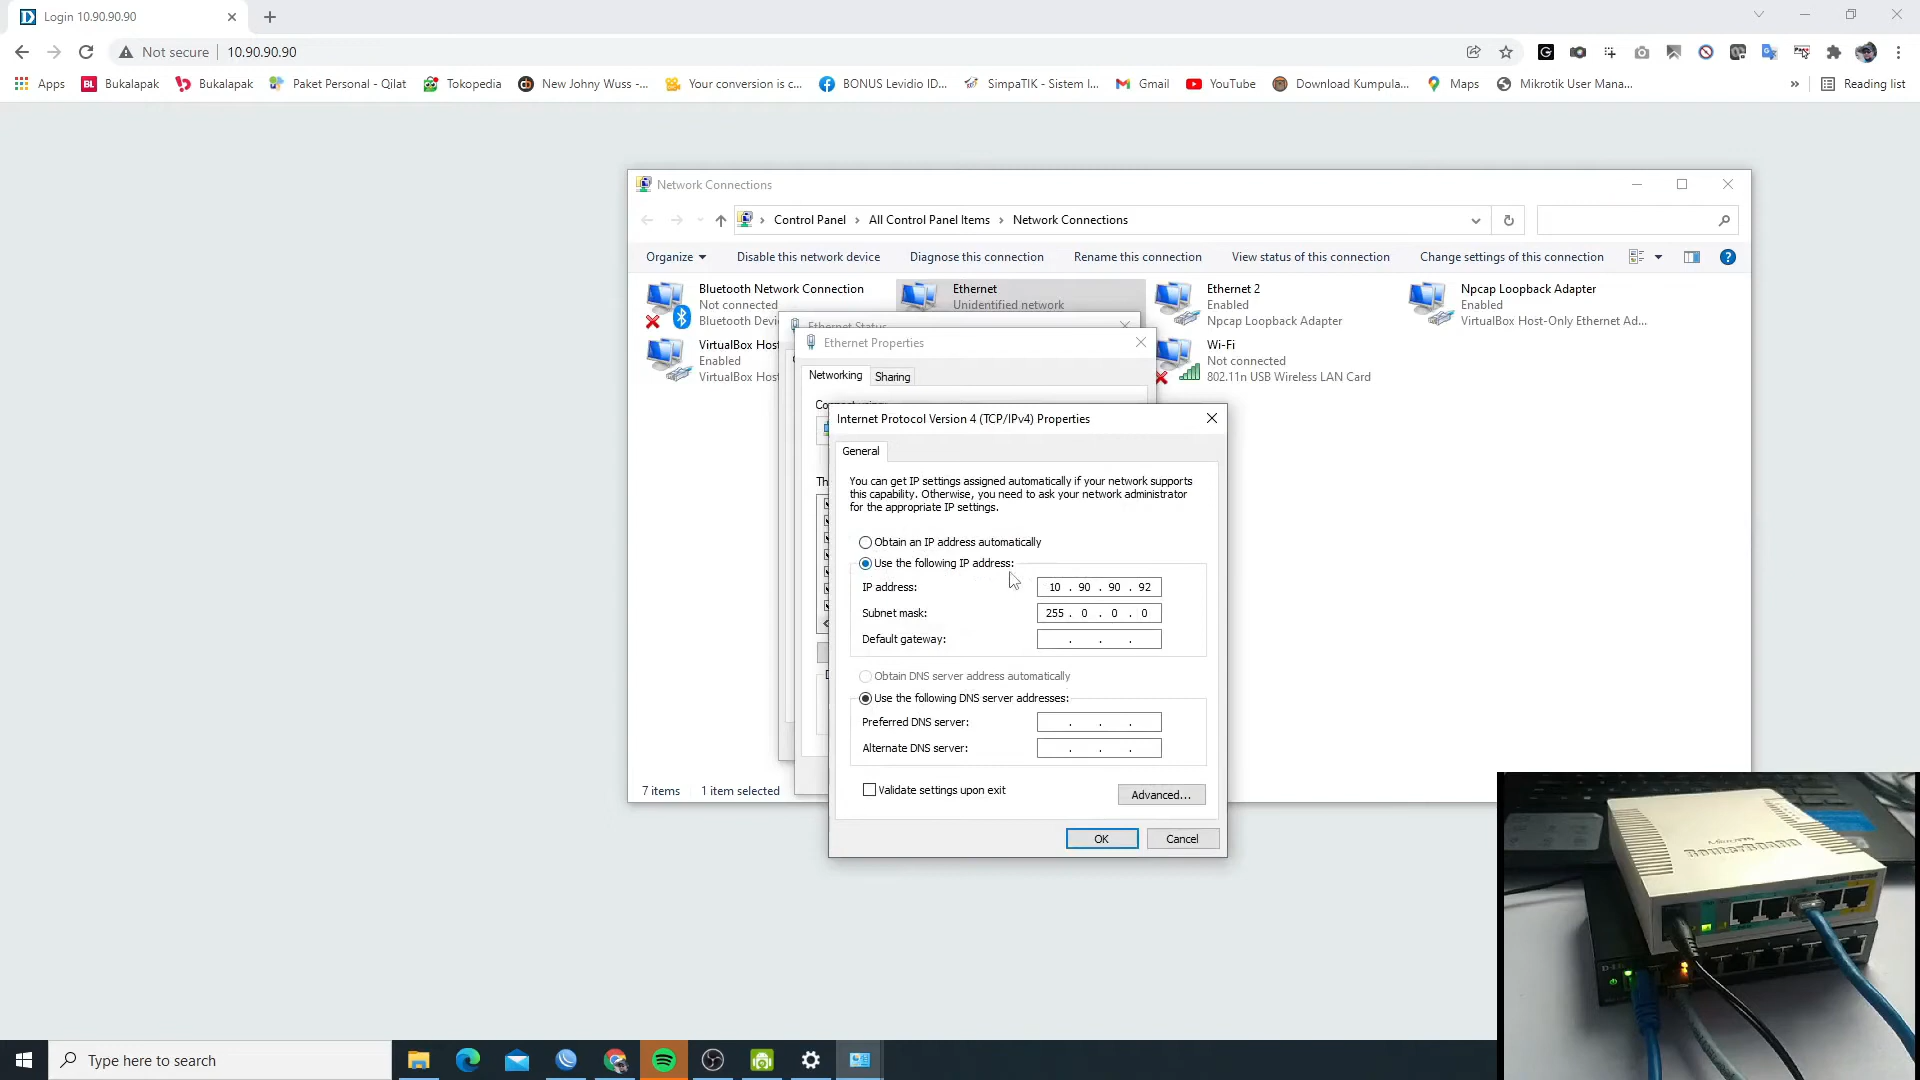 Login 10.90.90.90
Not secure
10.90.90.90
Apps
Bukalapak
Bukalapak
Paket Personal - Qilat
Tokopedia
New Johny Wuss -...
Your conversion is c...
BONUS Levidio ID...
SimpaTIK - Sistem I...
Gmail
YouTube
Download Kumpula...
Maps
Mikrotik User Mana...
»
Reading list
Network Connections
Control Panel
All Control Panel Items
Network Connections
Organize
Disable this network device
Diagnose this connection
Rename this connection
View status of this connection
Change settings of this connection
Bluetooth Network Connection
Not connected
Bluetooth Devi
Ethernet
Unidentified network
Ethernet 2
Enabled
Npcap Loopback Adapter
Npcap Loopback Adapter
Enabled
VirtualBox Host-Only Ethernet Ad...
VirtualBox Host
Enabled
VirtualBox Host
Wi-Fi
Not connected
802.11n USB Wireless LAN Card
Ethernet Status
Ethernet Properties
Networking
Sharing
Internet Protocol Version 4 (TCP/IPv4) Properties
General
You can get IP settings assigned automatically if your network supports
this capability. Otherwise, you need to ask your network administrator
for the appropriate IP settings.
Obtain an IP address automatically
Use the following IP address:
IP address:
10 . 90 . 90 . 92
Subnet mask:
255 . 0 . 0 . 0
Default gateway:
. . .
Obtain DNS server address automatically
Use the following DNS server addresses:
Preferred DNS server:
. . .
Alternate DNS server:
. . .
Validate settings upon exit
Advanced...
OK
Cancel
7 items
1 item selected
RouterBoard
Type here to search